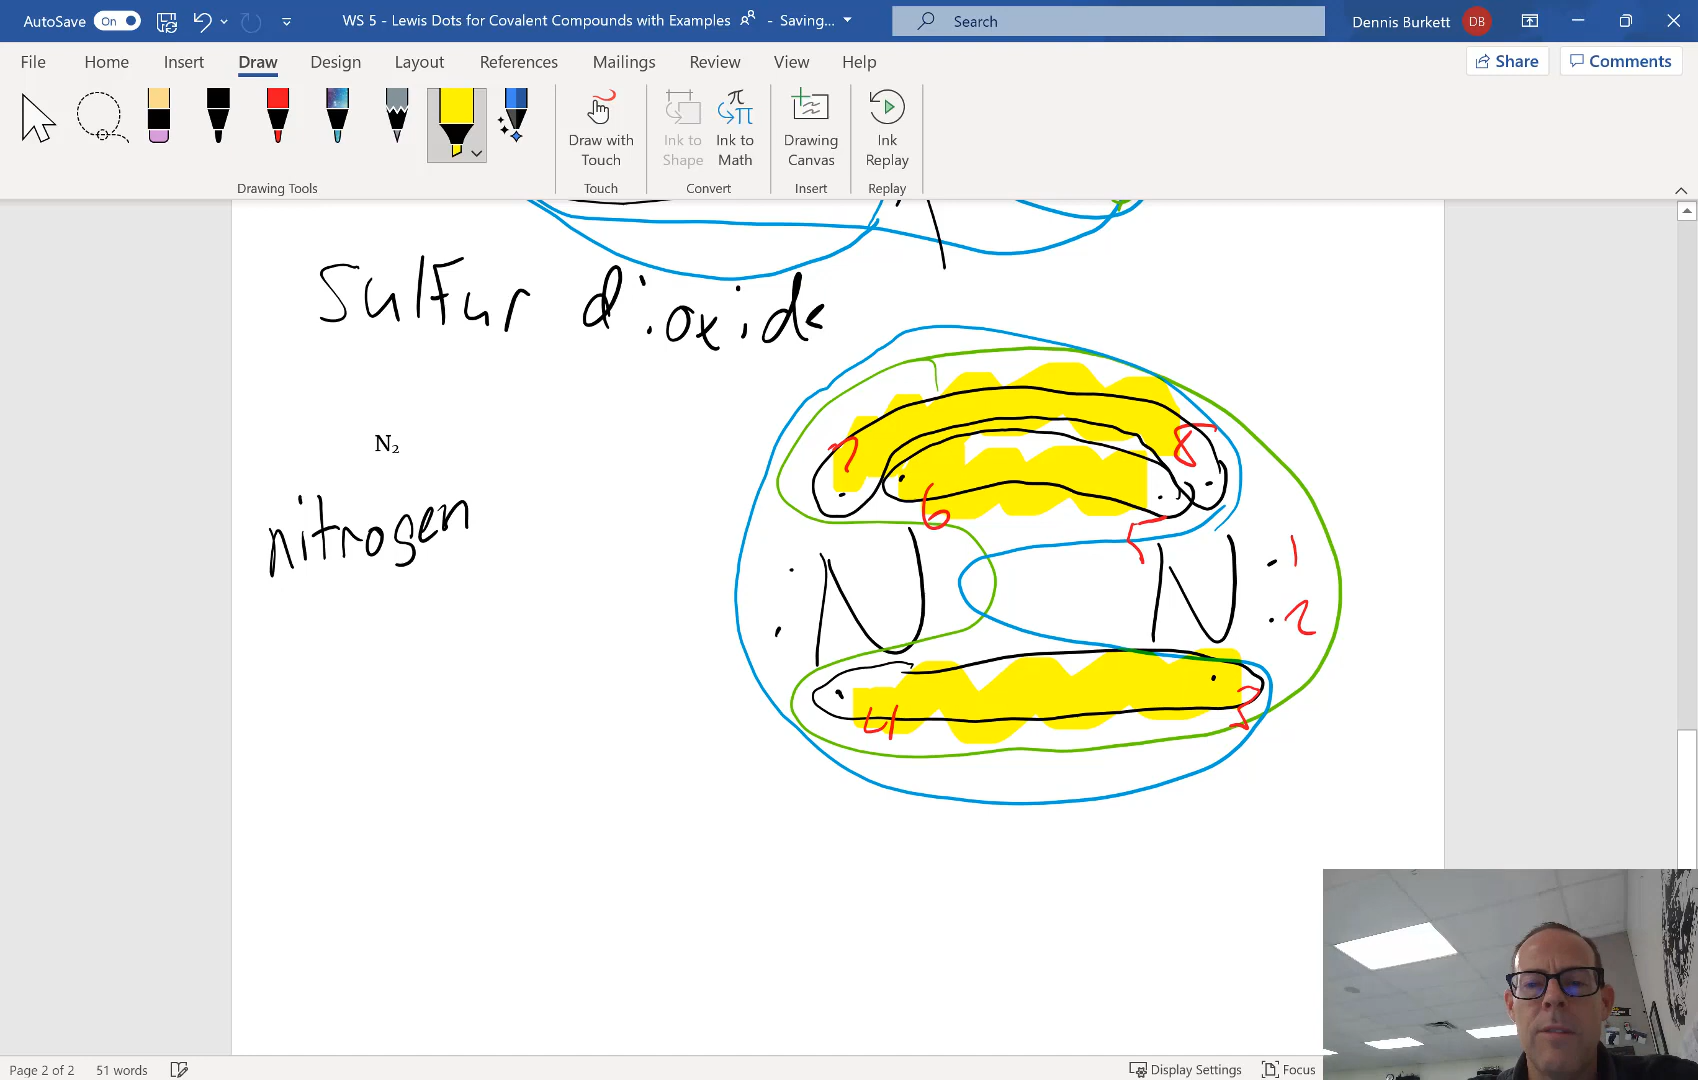 AutoSave On WS 5 - Lewis Dots for Covalent Compounds with Examples - Saving... Search Dennis Burkett DB
File Home Insert Draw Design Layout References Mailings Review View Help Share Comments
Draw with Touch
Ink to Shape
Ink to Math
Drawing Canvas
Ink Replay
π
Drawing Tools Touch Convert Insert Replay
Sulfur dioxide
N₂
nitrogen
7 8
6 5
N N 1
2
4 3
Page 2 of 2 51 words Display Settings Focus